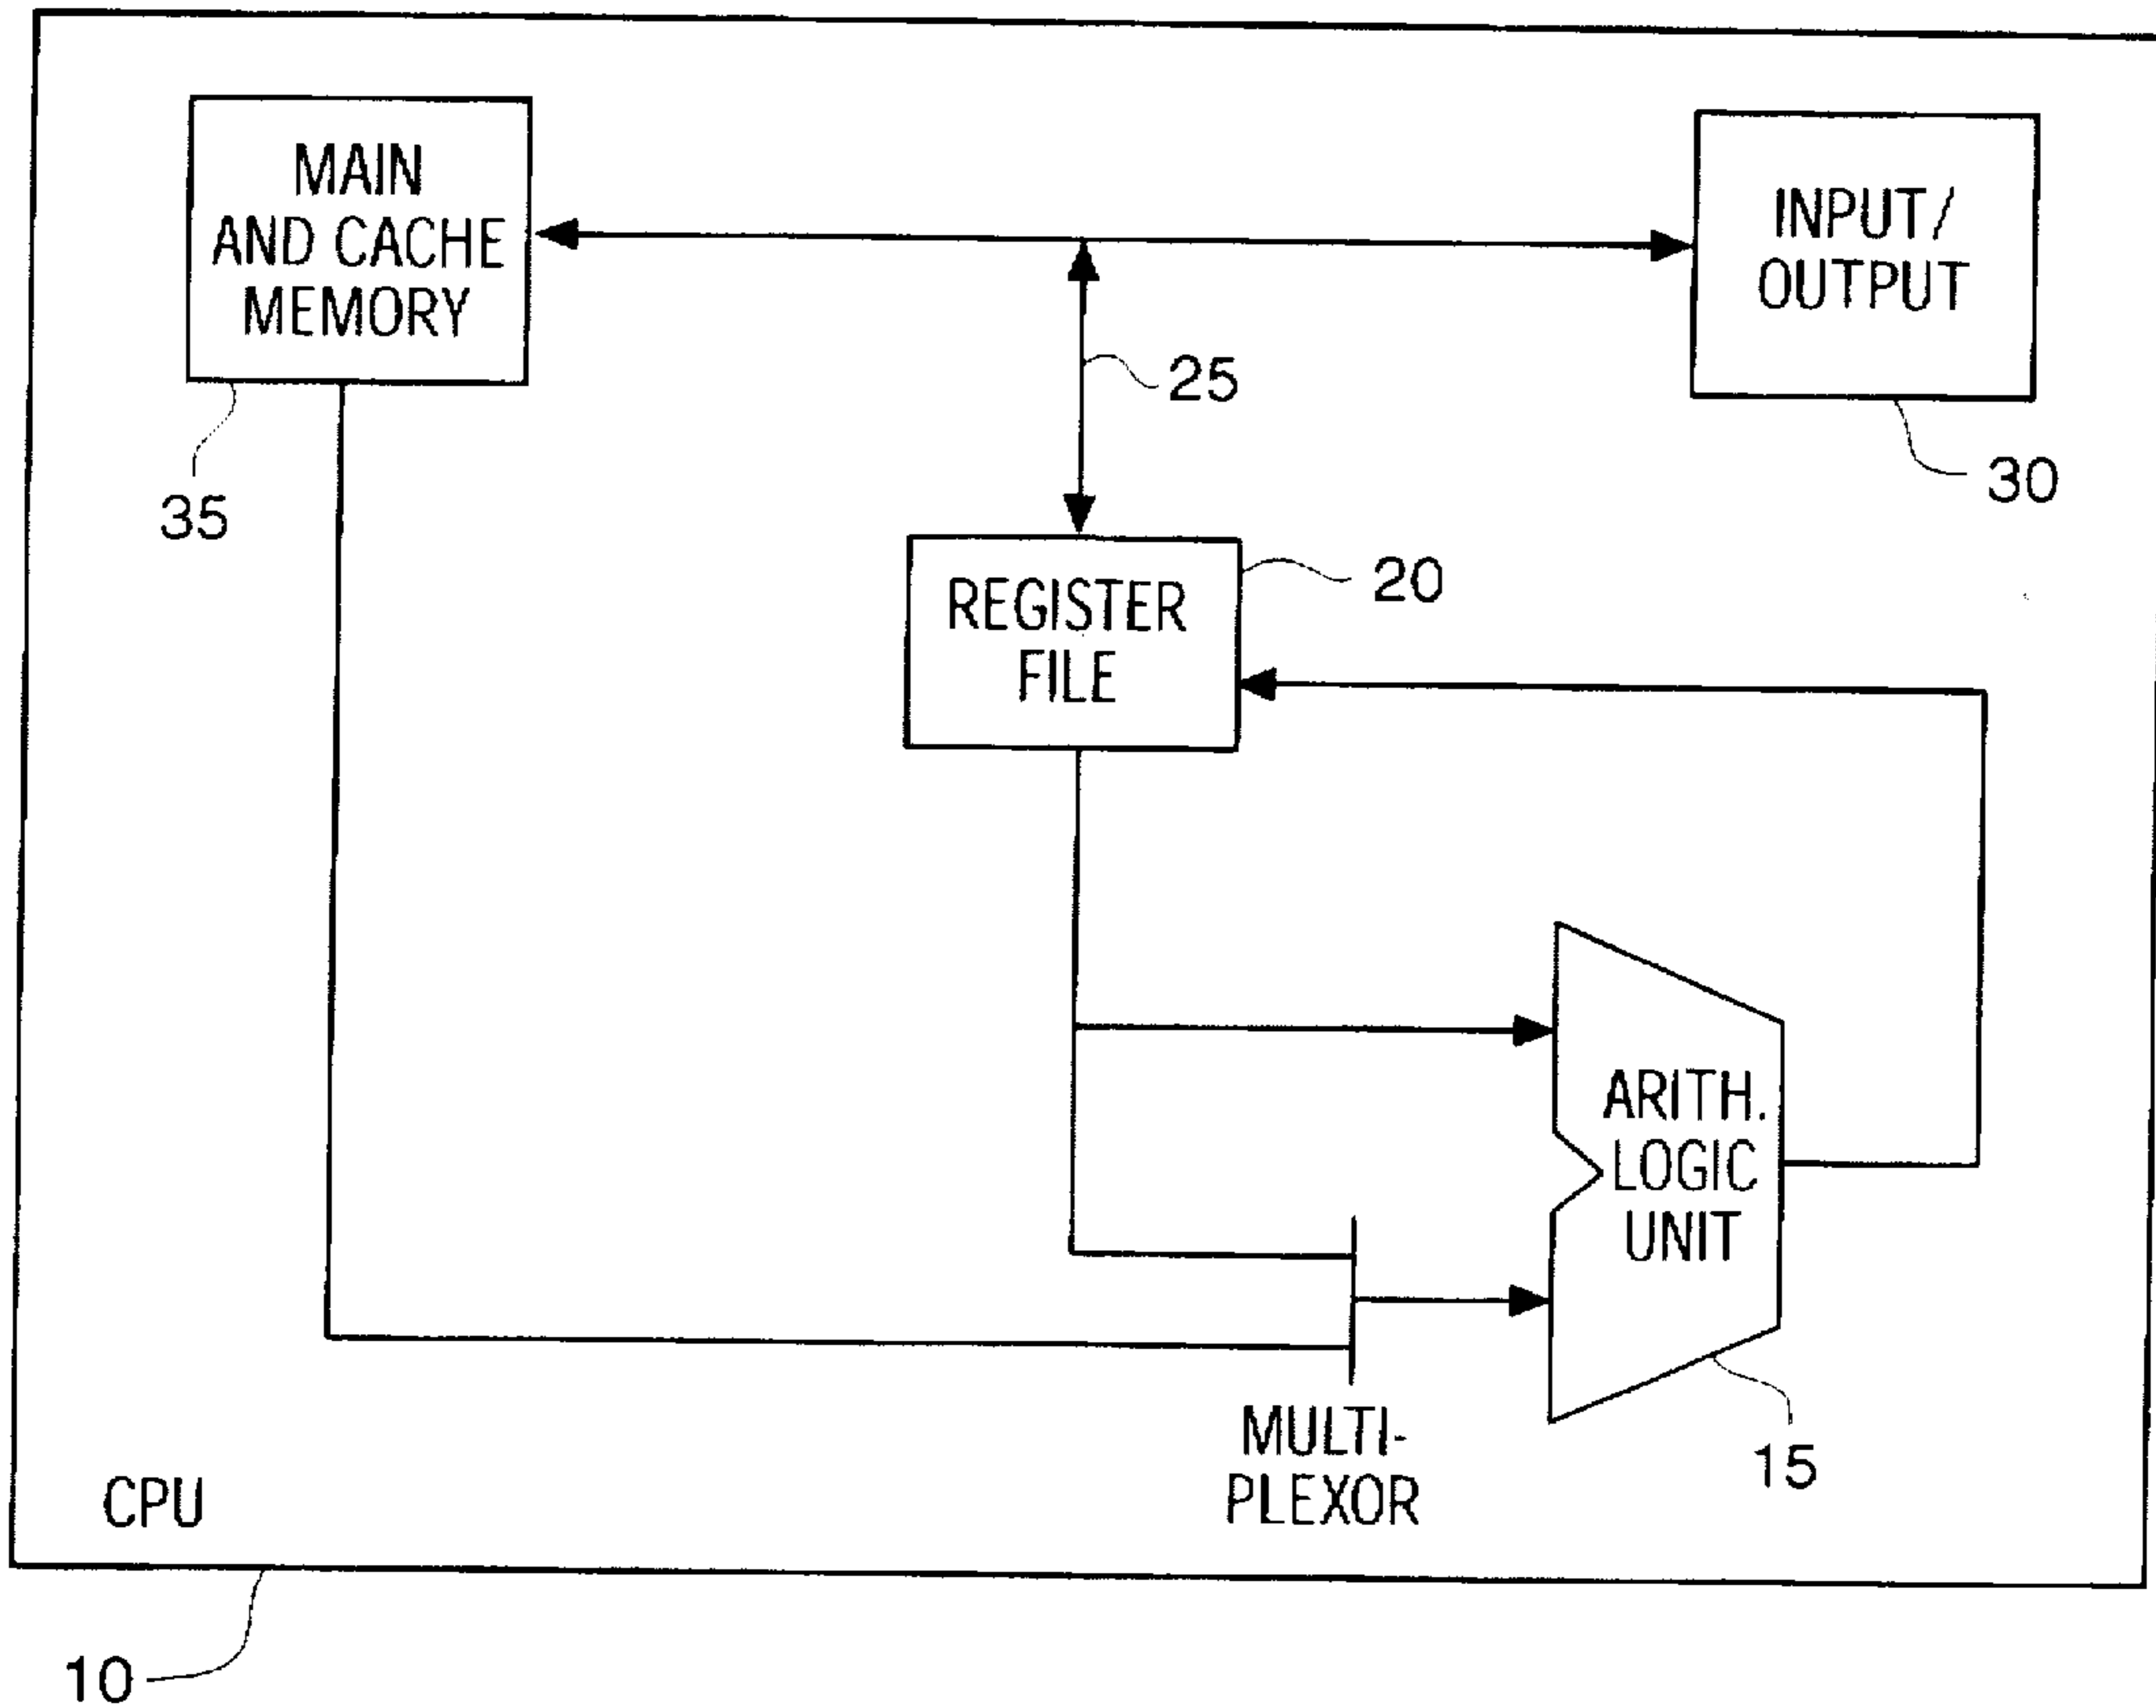 MAIN
AND CACHE
MEMORY
INPUT/
OUTPUT
25
35
30
REGISTER
FILE
20
ARITH.
LOGIC
UNIT
MULTI-
PLEXOR
15
CPU
10